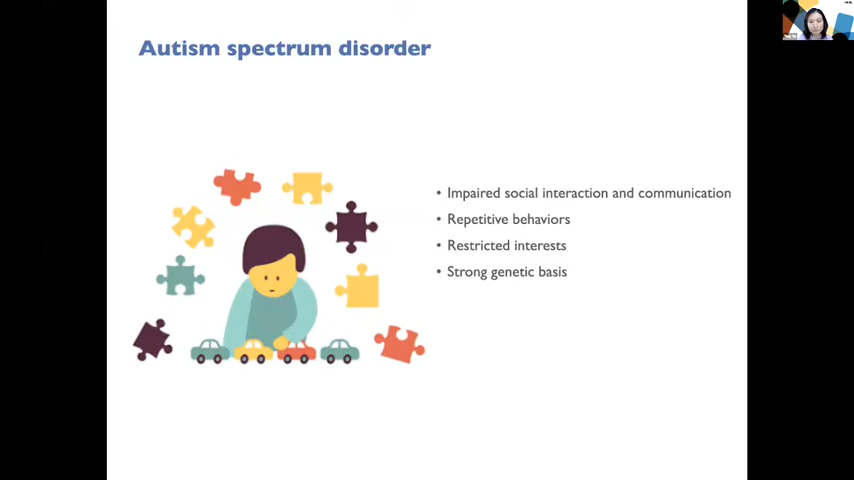 Autism spectrum disorder
• Impaired social interaction and communication
• Repetitive behaviors
• Restricted interests
• Strong genetic basis